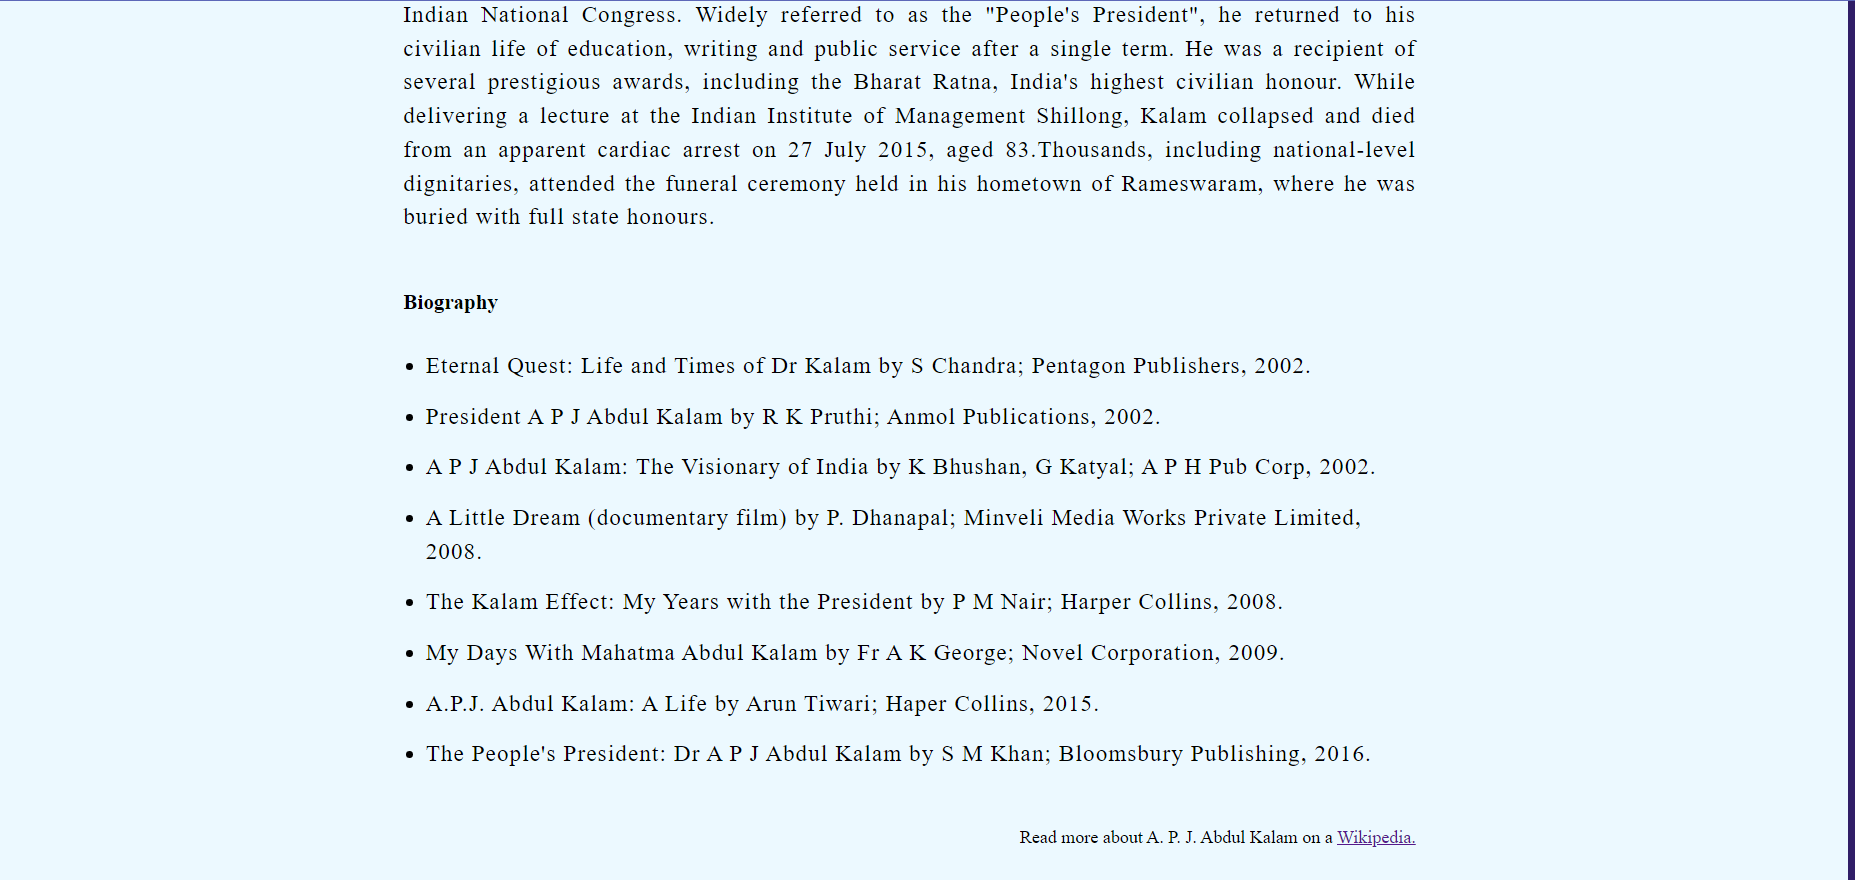 Indian National Congress. Widely referred to as the "People's President", he returned to his
civilian life of education, writing and public service after a single term. He was a recipient of
several prestigious awards, including the Bharat Ratna, India's highest civilian honour. While
delivering a lecture at the Indian Institute of Management Shillong, Kalam collapsed and died
from an apparent cardiac arrest on 27 July 2015, aged 83.Thousands, including national-level
dignitaries, attended the funeral ceremony held in his hometown of Rameswaram, where he was
buried with full state honours.
Biography
• Eternal Quest: Life and Times of Dr Kalam by S Chandra; Pentagon Publishers, 2002.
• President A P J Abdul Kalam by R K Pruthi; Anmol Publications, 2002.
• A P J Abdul Kalam: The Visionary of India by K Bhushan, G Katyal; A P H Pub Corp, 2002.
• A Little Dream (documentary film) by P. Dhanapal; Minveli Media Works Private Limited,
2008.
• The Kalam Effect: My Years with the President by P M Nair; Harper Collins, 2008.
• My Days With Mahatma Abdul Kalam by Fr A K George; Novel Corporation, 2009.
• A.P.J. Abdul Kalam: A Life by Arun Tiwari; Haper Collins, 2015.
• The People's President: Dr A P J Abdul Kalam by S M Khan; Bloomsbury Publishing, 2016.
Read more about A. P. J. Abdul Kalam on a Wikipedia.